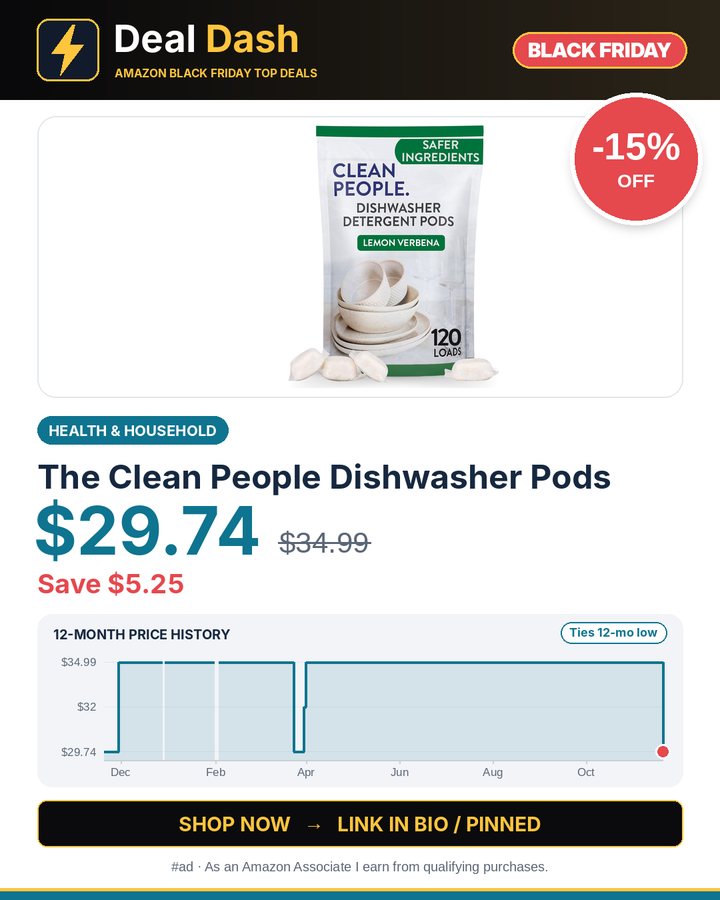 Deal Dash
AMAZON BLACK FRIDAY TOP DEALS
BLACK FRIDAY
-15%
OFF
SAFER
INGREDIENTS
CLEAN
PEOPLE.
DISHWASHER
DETERGENT PODS
LEMON VERBENA
120
LOADS
HEALTH & HOUSEHOLD
The Clean People Dishwasher Pods
$29.74 $34.99
Save $5.25
12-MONTH PRICE HISTORY
Ties 12-mo low
$34.99
$32
$29.74
Dec Feb Apr Jun Aug Oct
SHOP NOW → LINK IN BIO / PINNED
#ad · As an Amazon Associate I earn from qualifying purchases.